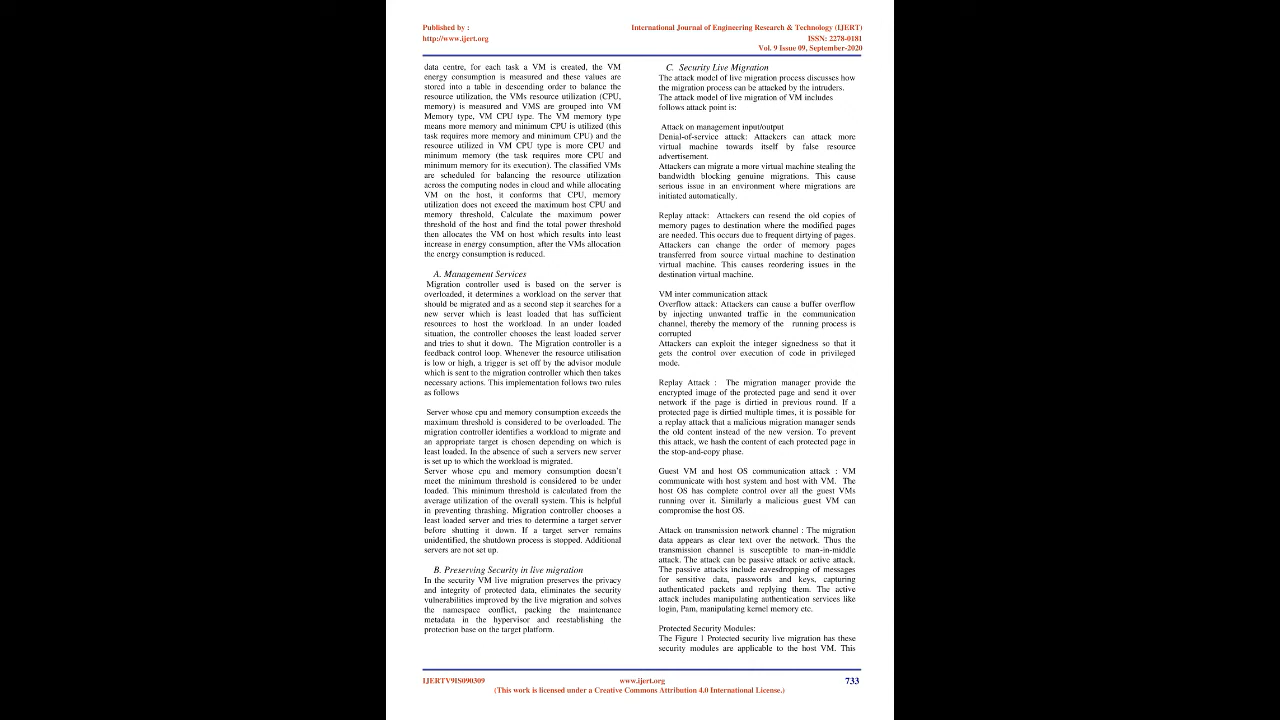 Published by :
http://www.ijert.org
International Journal of Engineering Research & Technology (IJERT)
ISSN: 2278-0181
Vol. 9 Issue 09, September-2020
data centre, for each task a VM is created, the VM
energy consumption is measured and these values are
stored into a table in descending order to balance the
resource utilization, the VMs resource utilization (CPU,
memory) is measured and VMS are grouped into VM
Memory type, VM CPU type. The VM memory type
means more memory and minimum CPU is utilized (this
task requires more memory and minimum CPU) and the
resource utilized in VM CPU type is more CPU and
minimum memory (the task requires more CPU and
minimum memory for its execution). The classified VMs
are scheduled for balancing the resource utilization
across the computing nodes in cloud and while allocating
VM on the host, it conforms that CPU, memory
utilization does not exceed the maximum host CPU and
memory threshold, Calculate the maximum power
threshold of the host and find the total power threshold
then allocates the VM on host which results into least
increase in energy consumption, after the VMs allocation
the energy consumption is reduced.
A. Management Services
Migration controller used is based on the server is
overloaded, it determines a workload on the server that
should be migrated and as a second step it searches for a
new server which is least loaded that has sufficient
resources to host the workload. In an under loaded
situation, the controller chooses the least loaded server
and tries to shut it down. The Migration controller is a
feedback control loop. Whenever the resource utilisation
is low or high, a trigger is set off by the advisor module
which is sent to the migration controller which then takes
necessary actions. This implementation follows two rules
as follows
Server whose cpu and memory consumption exceeds the
maximum threshold is considered to be overloaded. The
migration controller identifies a workload to migrate and
an appropriate target is chosen depending on which is
least loaded. In the absence of such a servers new server
is set up to which the workload is migrated.
Server whose cpu and memory consumption doesn't
meet the minimum threshold is considered to be under
loaded. This minimum threshold is calculated from the
average utilization of the overall system. This is helpful
in preventing thrashing. Migration controller chooses a
least loaded server and tries to determine a target server
before shutting it down. If a target server remains
unidentified, the shutdown process is stopped. Additional
servers are not set up.
B. Preserving Security in live migration
In the security VM live migration preserves the privacy
and integrity of protected data, eliminates the security
vulnerabilities improved by the live migration and solves
the namespace conflict, packing the maintenance
metadata in the hypervisor and reestablishing the
protection base on the target platform.
C. Security Live Migration
The attack model of live migration process discusses how
the migration process can be attacked by the intruders.
The attack model of live migration of VM includes
follows attack point is:
Attack on management input/output
Denial-of-service attack: Attackers can attack more
virtual machine towards itself by false resource
advertisement.
Attackers can migrate a more virtual machine stealing the
bandwidth blocking genuine migrations. This cause
serious issue in an environment where migrations are
initiated automatically.
Replay attack: Attackers can resend the old copies of
memory pages to destination where the modified pages
are needed. This occurs due to frequent dirtying of pages.
Attackers can change the order of memory pages
transferred from source virtual machine to destination
virtual machine. This causes reordering issues in the
destination virtual machine.
VM inter communication attack
Overflow attack: Attackers can cause a buffer overflow
by injecting unwanted traffic in the communication
channel, thereby the memory of the running process is
corrupted
Attackers can exploit the integer signedness so that it
gets the control over execution of code in privileged
mode.
Replay Attack : The migration manager provide the
encrypted image of the protected page and send it over
network if the page is dirtied in previous round. If a
protected page is dirtied multiple times, it is possible for
a replay attack that a malicious migration manager sends
the old content instead of the new version. To prevent
this attack, we hash the content of each protected page in
the stop-and-copy phase.
Guest VM and host OS communication attack : VM
communicate with host system and host with VM. The
host OS has complete control over all the guest VMs
running over it. Similarly a malicious guest VM can
compromise the host OS.
Attack on transmission network channel : The migration
data appears as clear text over the network. Thus the
transmission channel is susceptible to man-in-middle
attack. The attack can be passive attack or active attack.
The passive attacks include eavesdropping of messages
for sensitive data, passwords and keys, capturing
authenticated packets and replying them. The active
attack includes manipulating authentication services like
login, Pam, manipulating kernel memory etc.
Protected Security Modules:
The Figure 1 Protected security live migration has these
security modules are applicable to the host VM. This
IJERTV9IS090309
www.ijert.org
733
(This work is licensed under a Creative Commons Attribution 4.0 International License.)